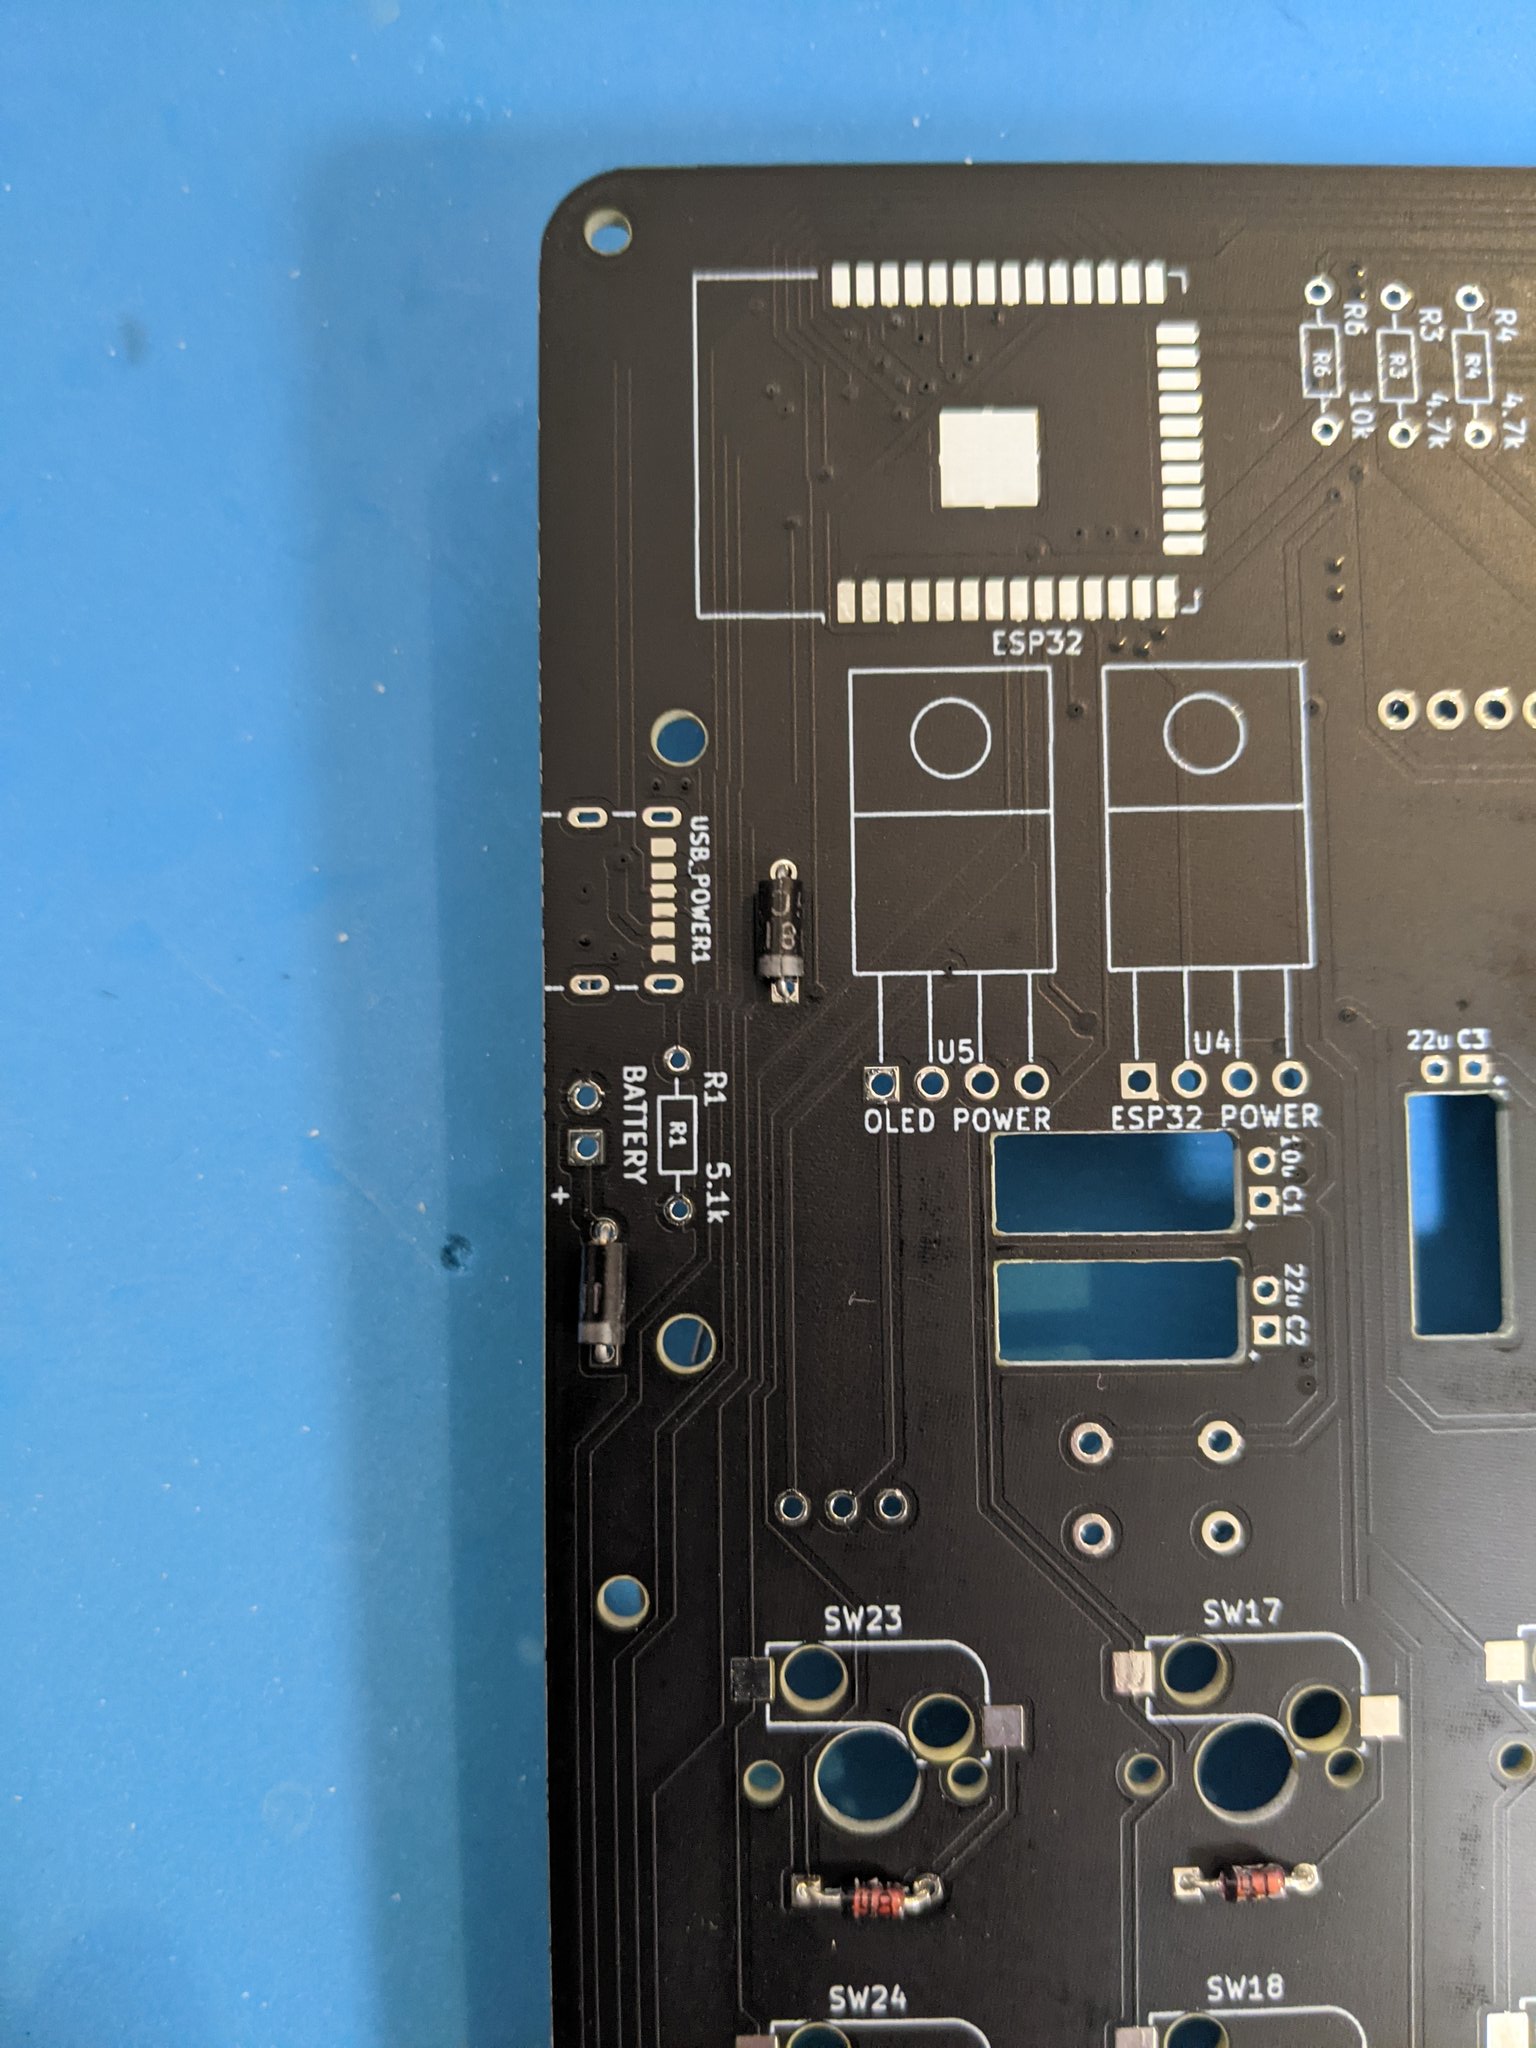 R6
R6
10k
R3
R3
4.7k
R4
R4
4.7k
ESP32
USB_POWER1
U5
OLED POWER
U4
ESP32 POWER
22u C3
R1
R1
5.1k
BATTERY
+
10u C1
22u C2
SW23
SW17
SW24
SW18